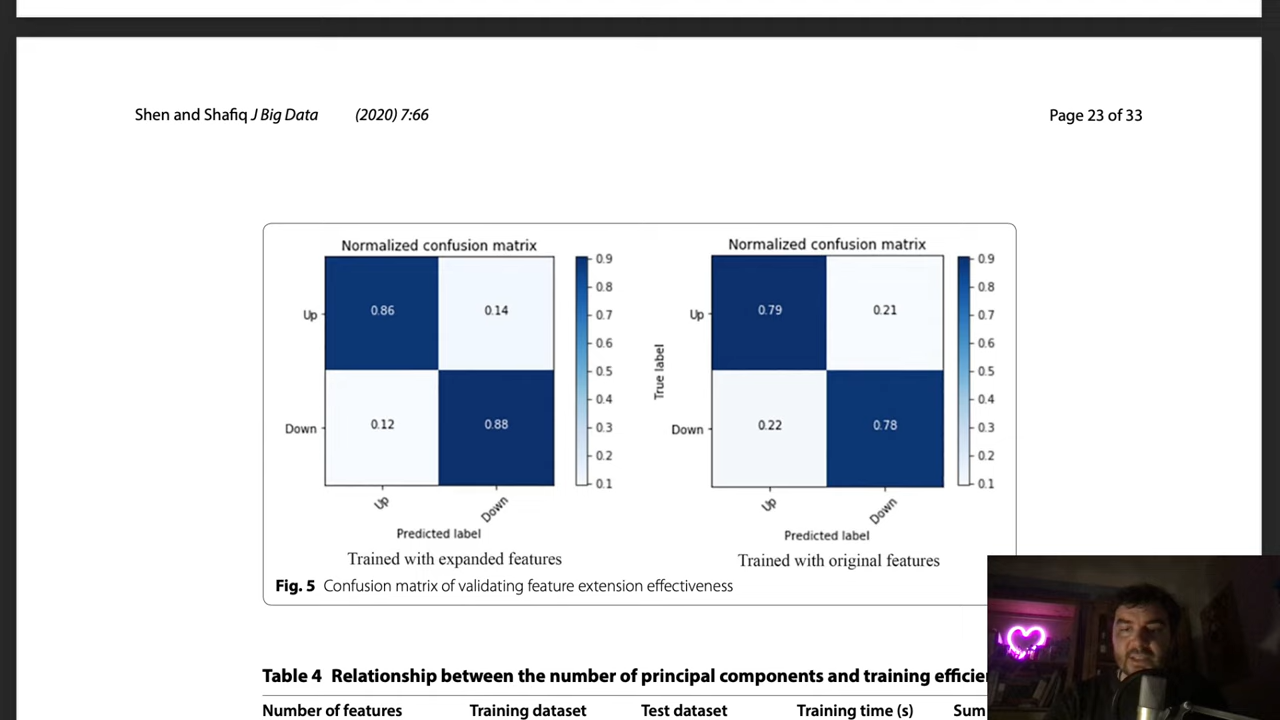 Shen and Shafiq J Big Data (2020) 7:66 Page 23 of 33
Normalized confusion matrix
0.9
0.8
0.7
0.6
0.5
0.4
0.3
0.2
0.1
Up
0.86 0.14
Down
0.12 0.88
Up Down
Predicted label
Trained with expanded features
Normalized confusion matrix
0.9
0.8
0.7
0.6
0.5
0.4
0.3
0.2
0.1
True label
Up
0.79 0.21
Down
0.22 0.78
Up Down
Predicted label
Trained with original features
Fig. 5 Confusion matrix of validating feature extension effectiveness
Table 4 Relationship between the number of principal components and training
Number of features Training dataset Test dataset Training time (s)